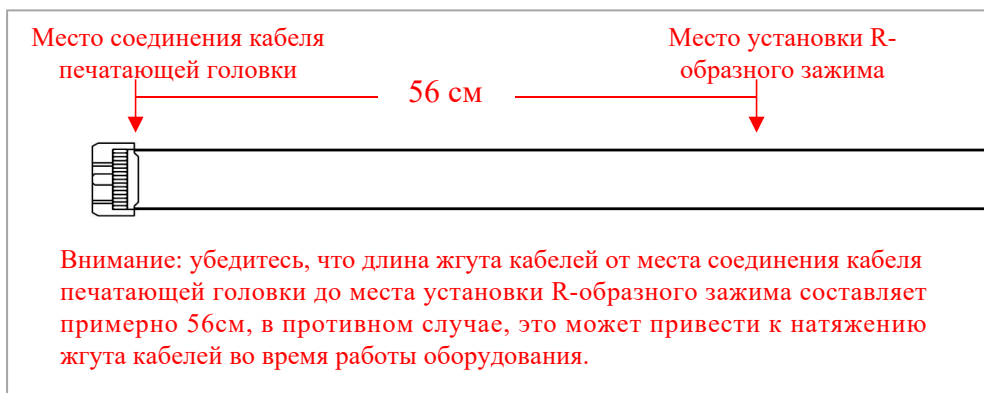 Место соединения кабеля
печатающей головки
Место установки R-
образного зажима
56 см
Внимание: убедитесь, что длина жгута кабелей от места соединения кабеля
печатающей головки до места установки R-образного зажима составляет
примерно 56см, в противном случае, это может привести к натяжению
жгута кабелей во время работы оборудования.